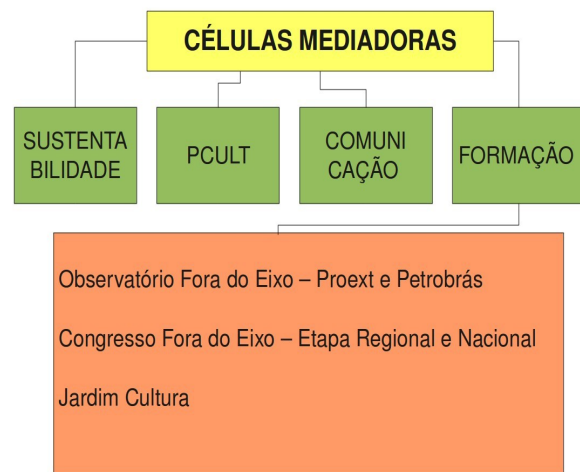 CÉLULAS MEDIADORAS
SUSTENTA
BILIDADE
PCULT
COMUNI
CAÇÃO
FORMAÇÃO
Observatório Fora do Eixo – Proext e Petrobrás
Congresso Fora do Eixo – Etapa Regional e Nacional
Jardim Cultura